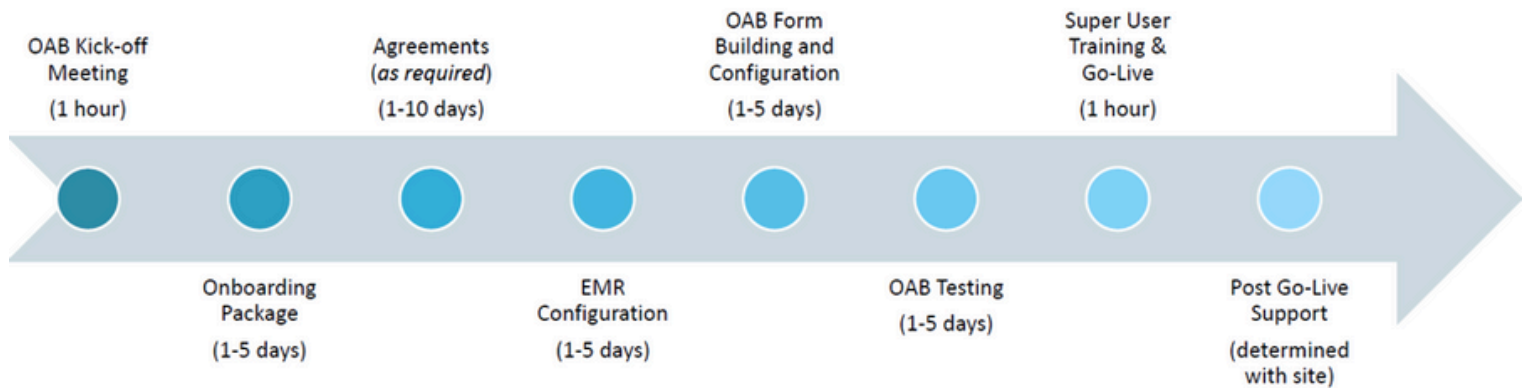 OAB Kick-off
Meeting
(1 hour)
Onboarding
Package
(1-5 days)
Agreements
(as required)
(1-10 days)
EMR
Configuration
(1-5 days)
OAB Form
Building and
Configuration
(1-5 days)
OAB Testing
(1-5 days)
Super User
Training &
Go-Live
(1 hour)
Post Go-Live
Support
(determined
with site)